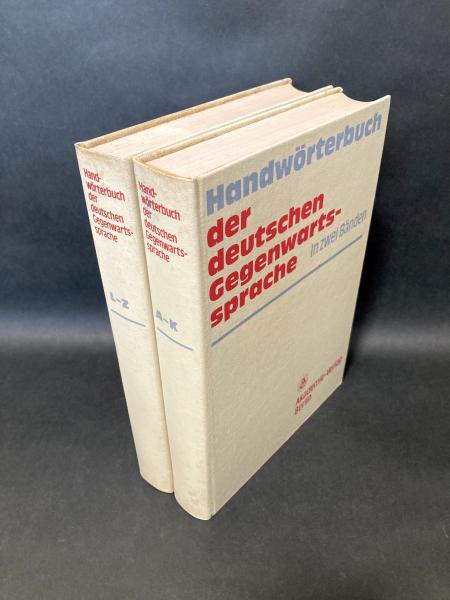 Hand-
wörterbuch
der
deutschen
Gegenwarts-
sprache
L-Z
Hand-
wörterbuch
der
deutschen
Gegenwarts-
sprache
A-K
Handwörterbuch
der
deutschen
Gegenwarts-
sprache
In zwei Bänden
Akademie-Verlag
Berlin